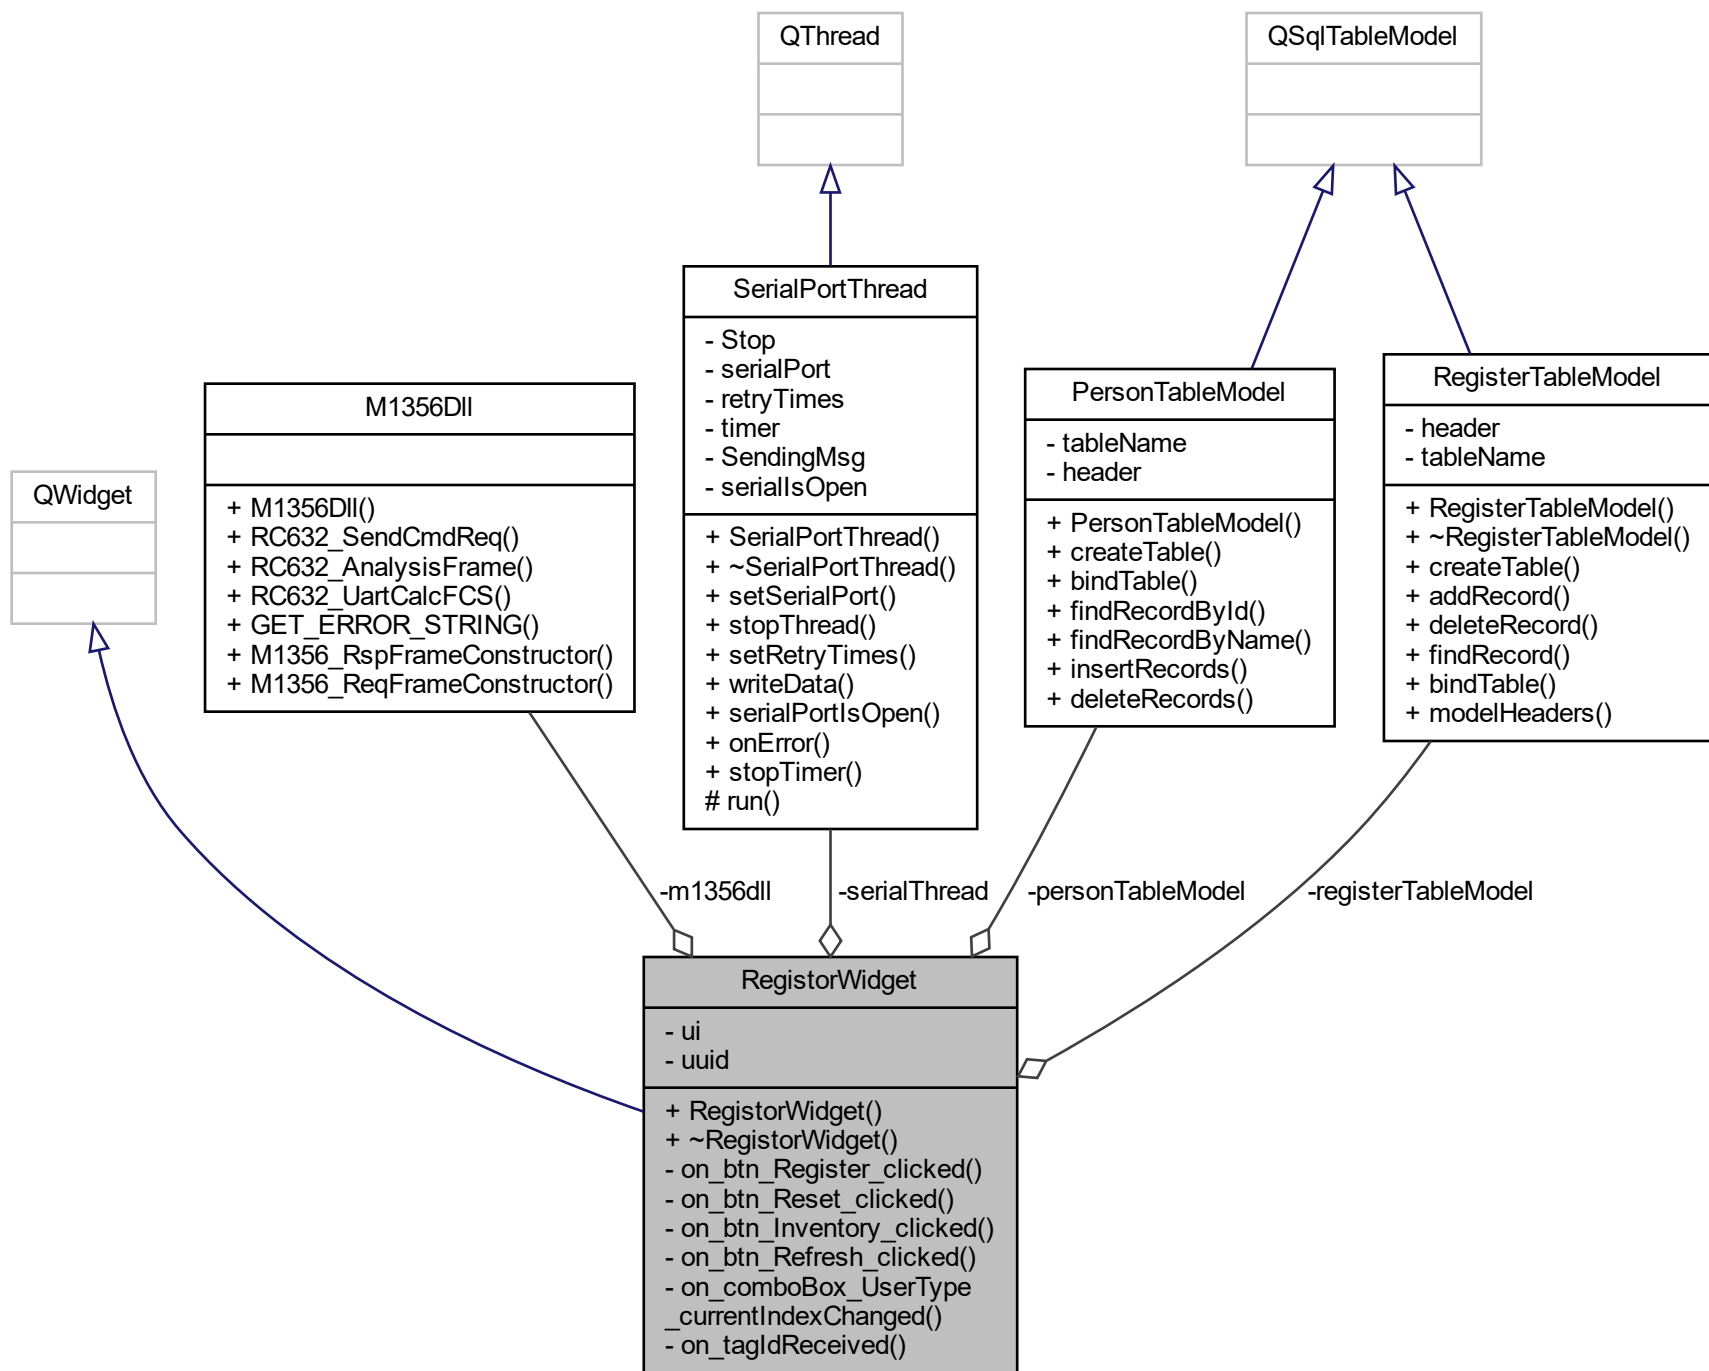 QThread
QSqlTableModel
SerialPortThread
- Stop
- serialPort
- retryTimes
- timer
- SendingMsg
- serialIsOpen
+ SerialPortThread()
+ ~SerialPortThread()
+ setSerialPort()
+ stopThread()
+ setRetryTimes()
+ writeData()
+ serialPortIsOpen()
+ onError()
+ stopTimer()
# run()
RegisterTableModel
- header
- tableName
+ RegisterTableModel()
+ ~RegisterTableModel()
+ createTable()
+ addRecord()
+ deleteRecord()
+ findRecord()
+ bindTable()
+ modelHeaders()
PersonTableModel
- tableName
- header
+ PersonTableModel()
+ createTable()
+ bindTable()
+ findRecordById()
+ findRecordByName()
+ insertRecords()
+ deleteRecords()
M1356Dll
+ M1356Dll()
+ RC632_SendCmdReq()
+ RC632_AnalysisFrame()
+ RC632_UartCalcFCS()
+ GET_ERROR_STRING()
+ M1356_RspFrameConstructor()
+ M1356_ReqFrameConstructor()
QWidget
-m1356dll
-serialThread
-personTableModel
-registerTableModel
RegistorWidget
- ui
- uuid
+ RegistorWidget()
+ ~RegistorWidget()
- on_btn_Register_clicked()
- on_btn_Reset_clicked()
- on_btn_Inventory_clicked()
- on_btn_Refresh_clicked()
- on_comboBox_UserType
_currentIndexChanged()
- on_tagIdReceived()